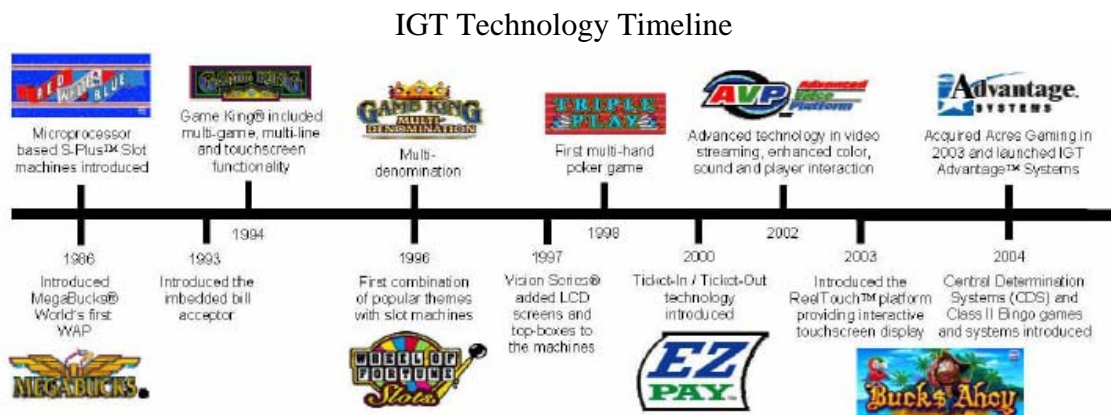 IGT Technology Timeline
RED
WHITE
BLUE
Microprocessor
based S-Plus™ Slot
machines introduced
GAME KING
Game King® included
multi-game, multi-line
and touchscreen
functionality
GAME KING
MULTI-
DENOMINATION
Multi-
denomination
TRIPLE
PLAY
First multi-hand
poker game
AVP
Advanced
Video
Platform
Advanced technology in video
streaming, enhanced color,
sound and player interaction
Advantage
SYSTEMS
Acquired Acres Gaming in
2003 and launched IGT
Advantage™ Systems
1994
1998
2002
1986
Introduced
MegaBucks®
World's first
WAP
MEGABUCKS
1993
Introduced the
imbedded bill
acceptor
1996
First combination
of popular themes
with slot machines
WHEEL OF
FORTUNE
Slots
1997
Vision Series®
added LCD
screens and
top-boxes to
the machines
2000
Ticket-In / Ticket-Out
technology
introduced
EZ
PAY
2003
Introduced the
ReelTouch™ platform
providing interactive
touchscreen display
Bucks Ahoy
2004
Central Determination
Systems (CDS) and
Class II Bingo games
and systems introduced